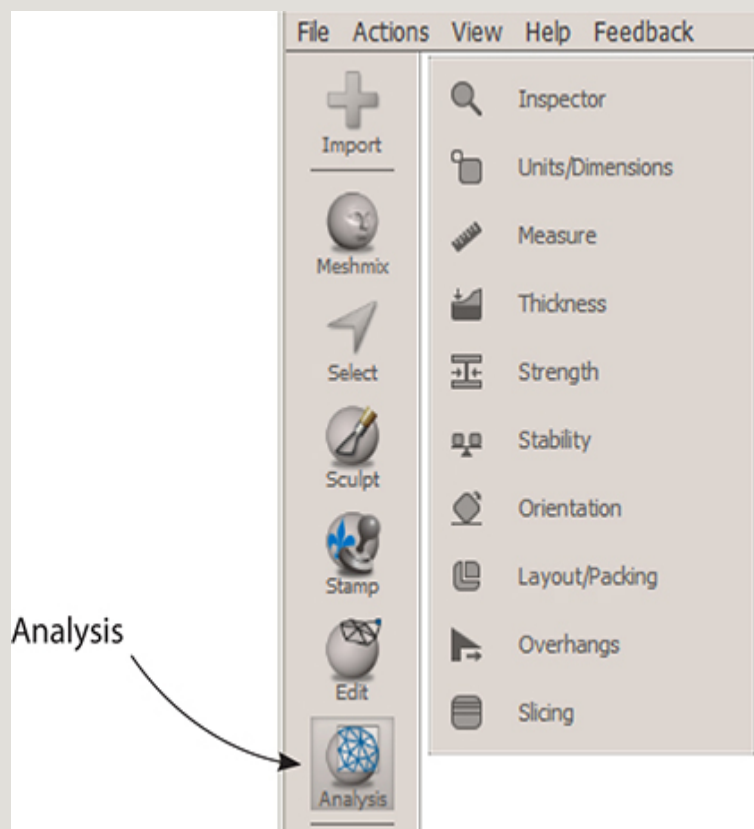 File Actions View Help Feedback
Import
Meshmix
Select
Sculpt
Stamp
Edit
Analysis
Inspector
Units/Dimensions
Measure
Thickness
Strength
Stability
Orientation
Layout/Packing
Overhangs
Slicing
Analysis